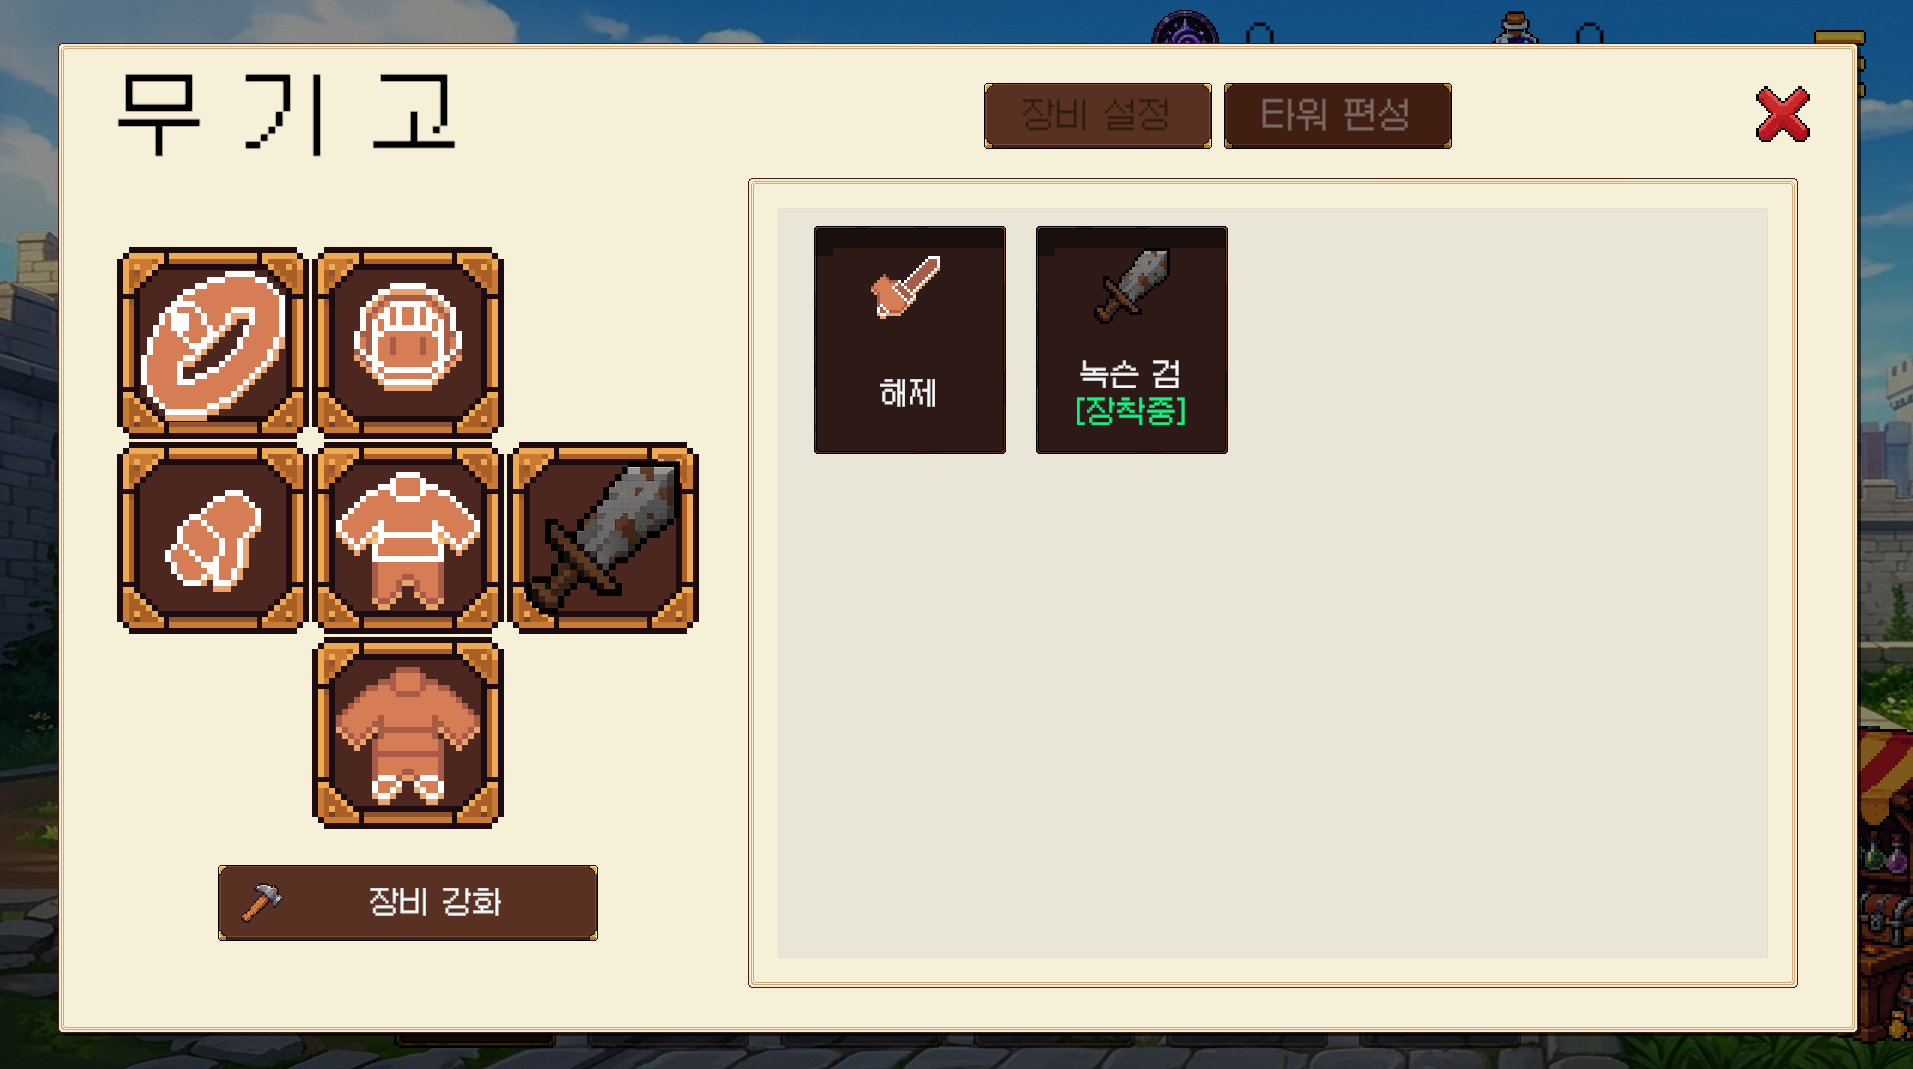 무기고
장비 설정
타워 편성
해제
녹슨 검
[장착중]
장비 강화